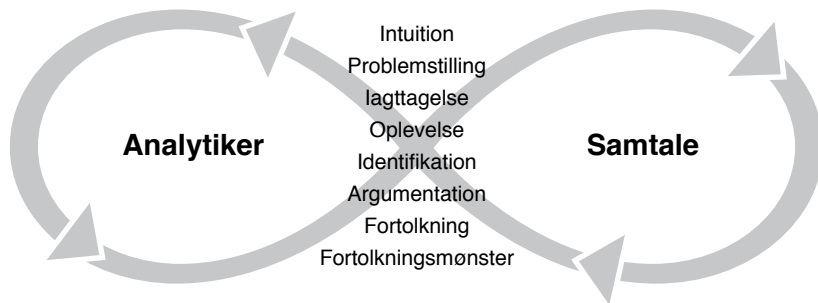 Intuition
Problemstilling
Iagttagelse
Oplevelse
Analytiker
Samtale
Identifikation
Argumentation
Fortolkning
Fortolkningsmønster